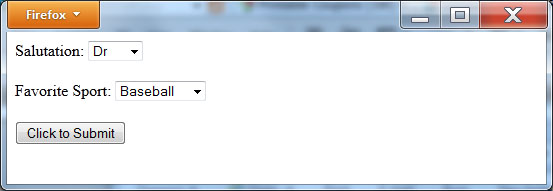 Firefox
Salutation: Dr
Favorite Sport: Baseball
Click to Submit